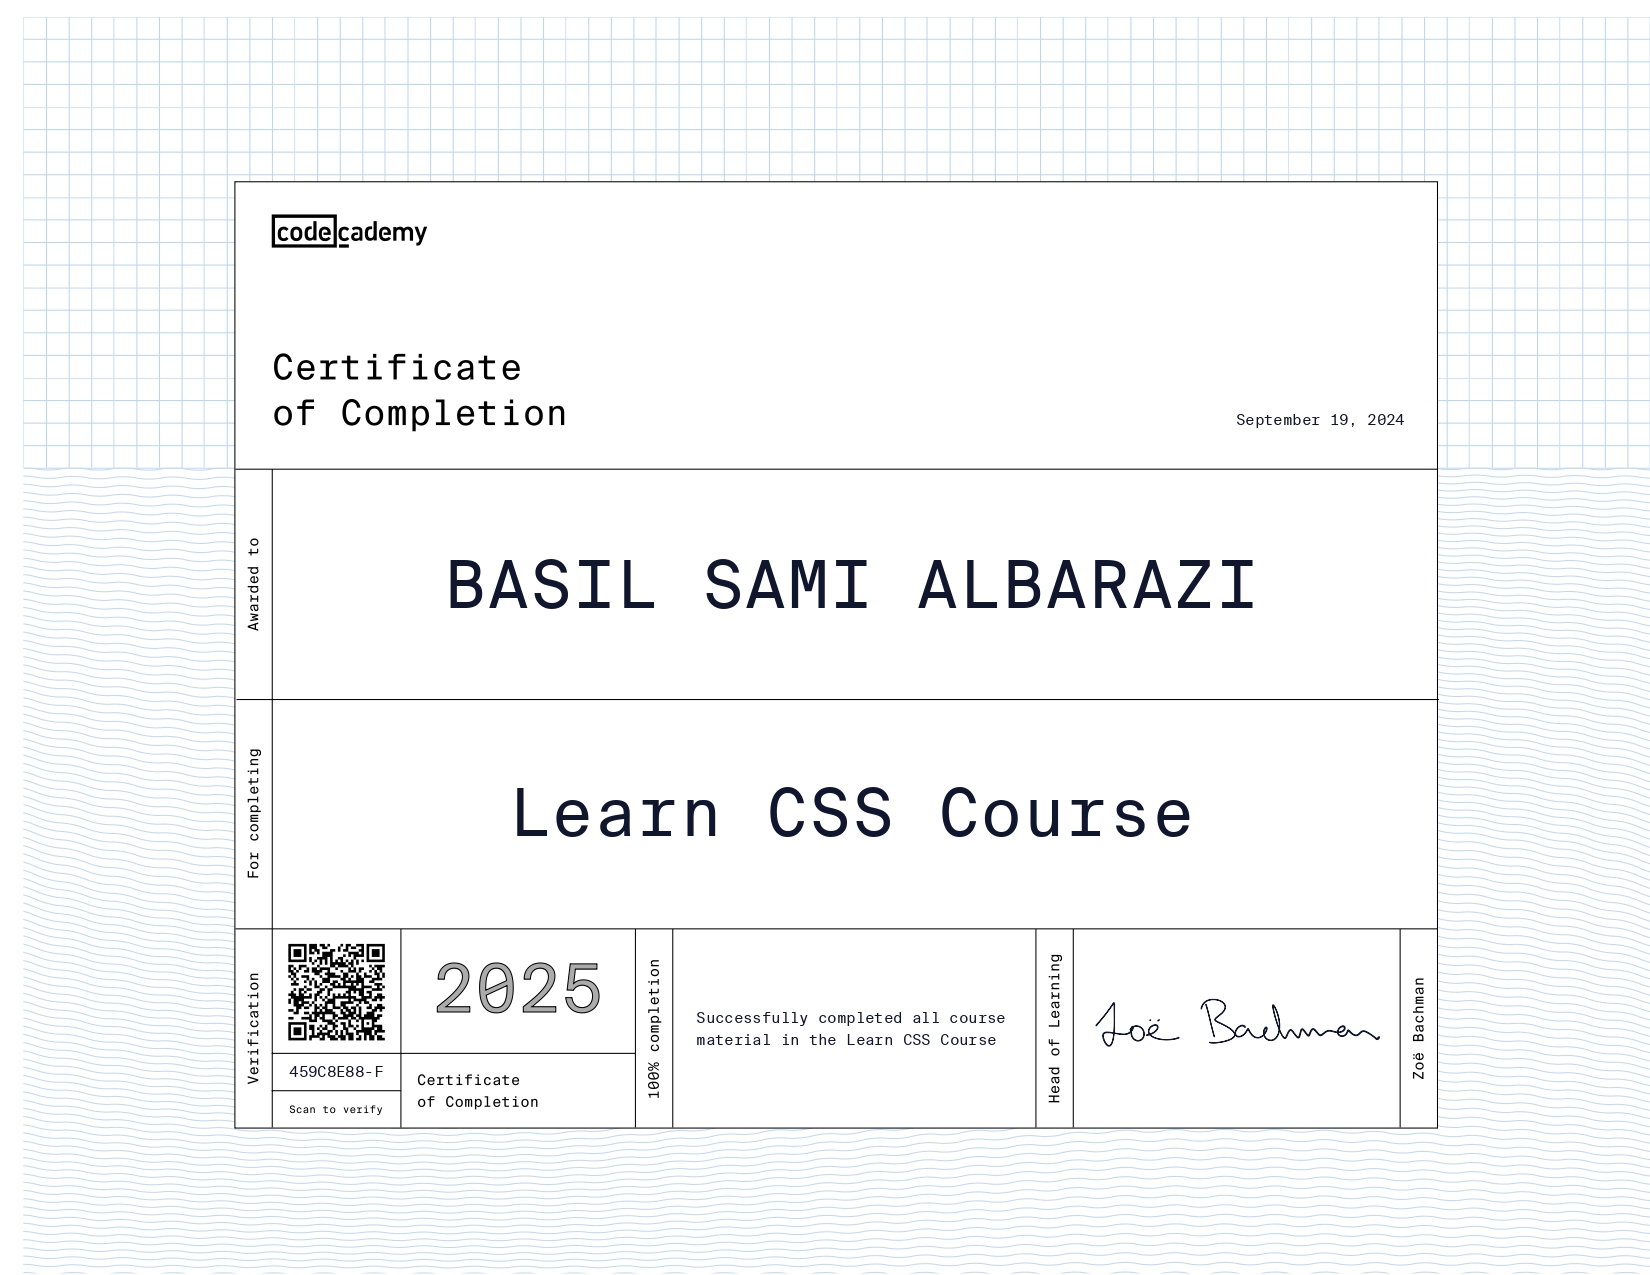 codecademy
Certificate
of Completion
September 19, 2024
Awarded to
BASIL SAMI ALBARAZI
For completing
Learn CSS Course
Verification
459C8E88-F
Scan to verify
2025
Certificate
of Completion
100% completion
Successfully completed all course
material in the Learn CSS Course
Head of Learning
Zoë Bachman
Zoë Bachman